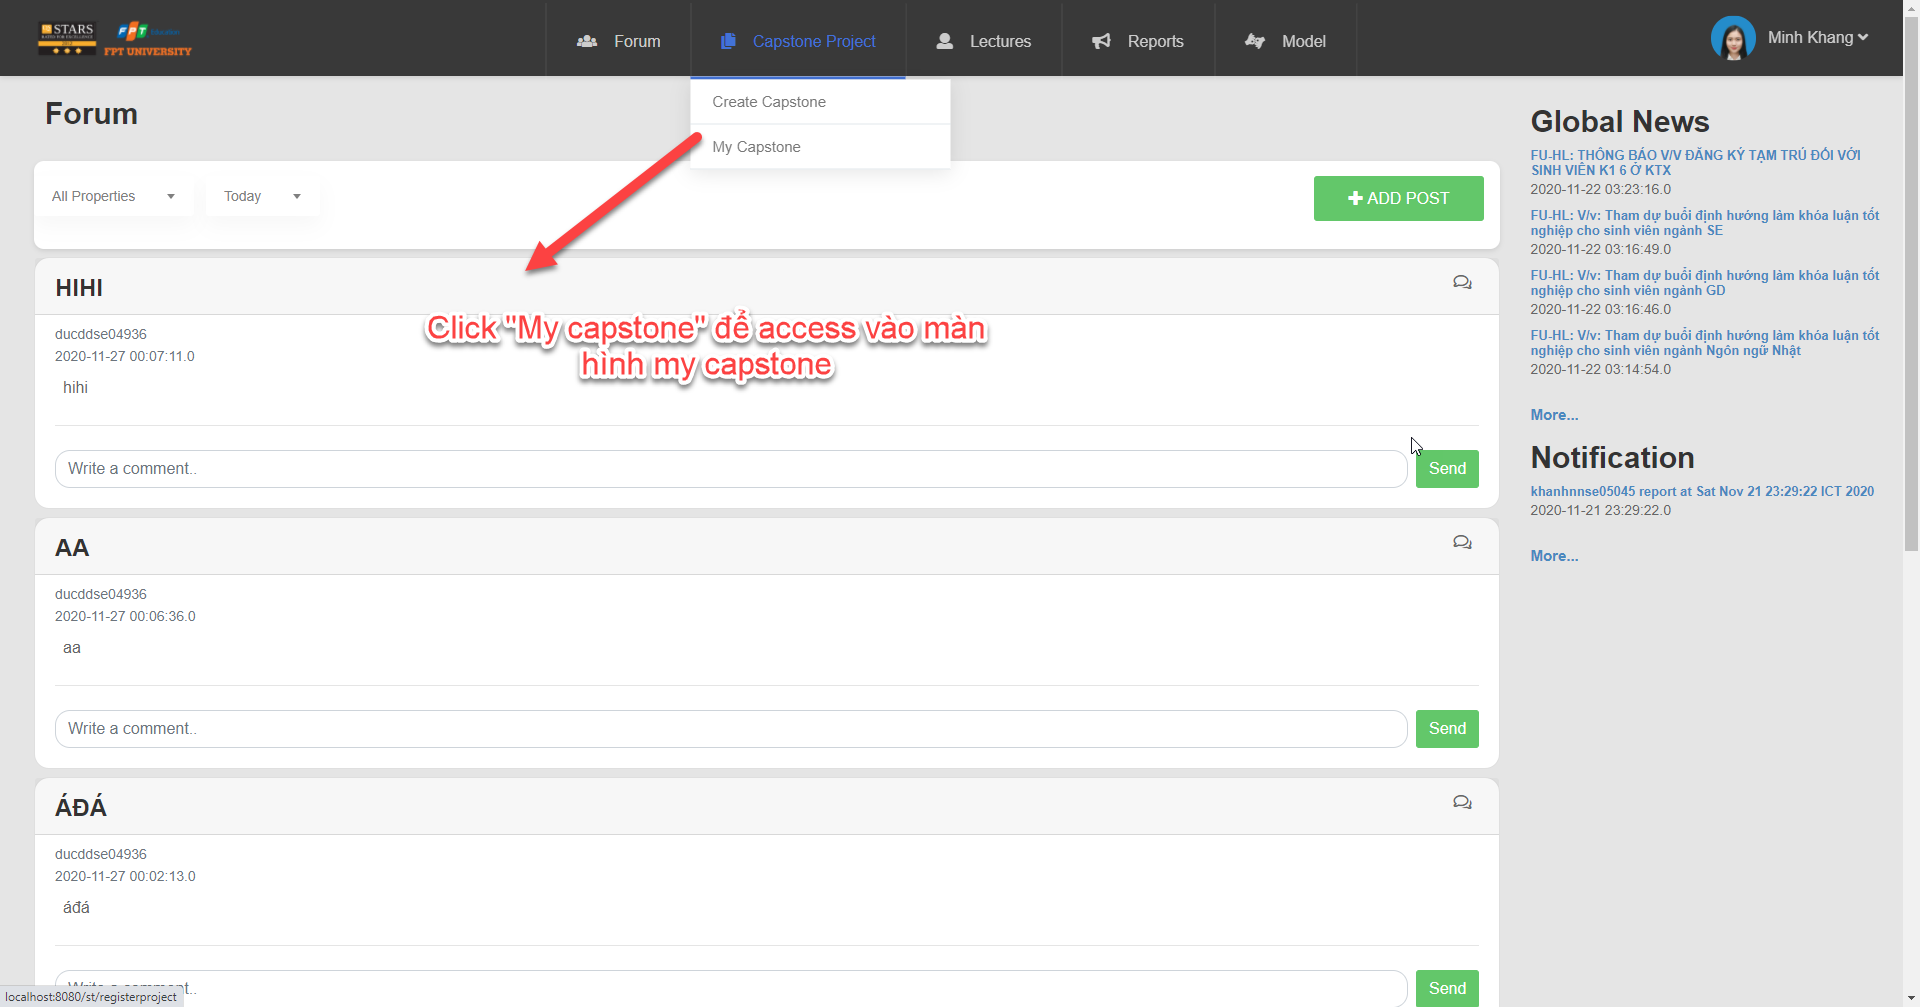 STARS
FPT Education
FPT UNIVERSITY
Forum
Capstone Project
Lectures
Reports
Model
Minh Khang
Create Capstone
My Capstone
Forum
All Properties
Today
ADD POST
HIHI
ducddse04936
2020-11-27 00:07:11.0
hihi
Click "My capstone" để access vào màn
hình my capstone
Write a comment..
Send
AA
ducddse04936
2020-11-27 00:06:36.0
aa
Write a comment..
Send
ÁĐÁ
ducddse04936
2020-11-27 00:02:13.0
áđá
Write a comment..
Send
localhost:8080/st/registerproject
Global News
FU-HL: THÔNG BÁO V/V ĐĂNG KÝ TẠM TRÚ ĐỐI VỚI
SINH VIÊN K1 6 Ở KTX
2020-11-22 03:23:16.0
FU-HL: V/v: Tham dự buổi định hướng làm khóa luận tốt
nghiệp cho sinh viên ngành SE
2020-11-22 03:16:49.0
FU-HL: V/v: Tham dự buổi định hướng làm khóa luận tốt
nghiệp cho sinh viên ngành GD
2020-11-22 03:16:46.0
FU-HL: V/v: Tham dự buổi định hướng làm khóa luận tốt
nghiệp cho sinh viên ngành Ngôn ngữ Nhật
2020-11-22 03:14:54.0
More...
Notification
khanhnnse05045 report at Sat Nov 21 23:29:22 ICT 2020
2020-11-21 23:29:22.0
More...